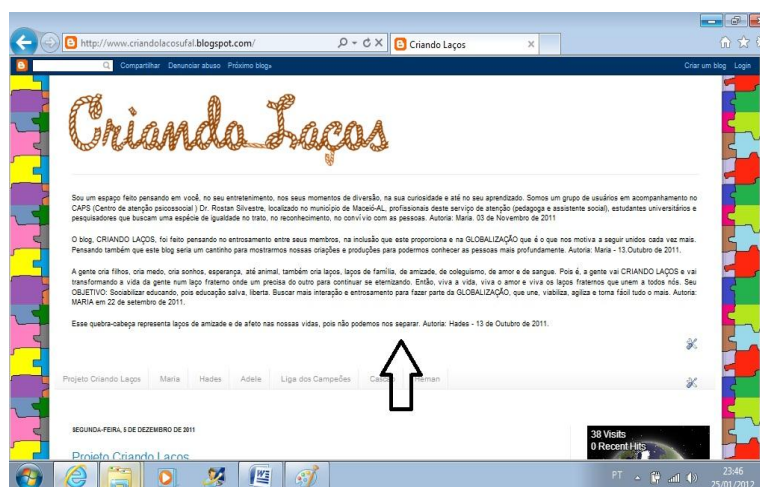 http://www.criandolacosufal.blogspot.com/
Criando Laços
Compartilhar Denunciar abuso Próximo blog»
Criar um blog Login
Criando Laços
Sou um espaço feito pensando em você, no seu entretenimento, nos seus momentos de diversão, na sua curiosidade e até no seu aprendizado. Somos um grupo de usuários em acompanhamento no
CAPS (Centro de atenção psicossocial ) Dr. Rostan Silvestre, localizado no município de Maceió-AL, profissionais deste serviço de atenção (pedagoga e assistente social), estudantes universitários e
pesquisadores que buscam uma espécie de igualdade no trato, no reconhecimento, no convívio com as pessoas. Autoria: Maria. 03 de Novembro de 2011
O blog, CRIANDO LAÇOS, foi feito pensando no entrosamento entre seus membros, na inclusão que este proporciona e na GLOBALIZAÇÃO que é o que nos motiva a seguir unidos cada vez mais.
Pensando também que este blog seria um cantinho para mostrarmos nossas criações e produções para podermos conhecer as pessoas mais profundamente. Autoria: Maria - 13.Outubro de 2011.
A gente cria filhos, cria medo, cria sonhos, esperança, até animal, também cria laços, laços de família, de amizade, de coleguismo, de amor e de sangue. Pois é, a gente vai CRIANDO LAÇOS e vai
transformando a vida da gente num laço fraterno onde um precisa do outro para continuar se eternizando. Então, viva a vida, viva o amor e viva os laços fraternos que unem a todos nós. Seu
OBJETIVO: Sociabilizar educando, pois educação salva, liberta. Buscar mais interação e entrosamento para fazer parte da GLOBALIZAÇÃO, que une, viabiliza, agiliza e torna fácil tudo o mais. Autoria:
MARIA em 22 de setembro de 2011.
Esse quebra-cabeça representa laços de amizade e de afeto nas nossas vidas, pois não podemos nos separar. Autoria: Hades - 13 de Outubro de 2011.
Projeto Criando Laços Maria Hades Adele Liga dos Campeões
SEGUNDA-FEIRA, 5 DE DEZEMBRO DE 2011
38 Visits
0 Recent Hits
Projeto Criando Laços
PT
23:46
25/01/2012